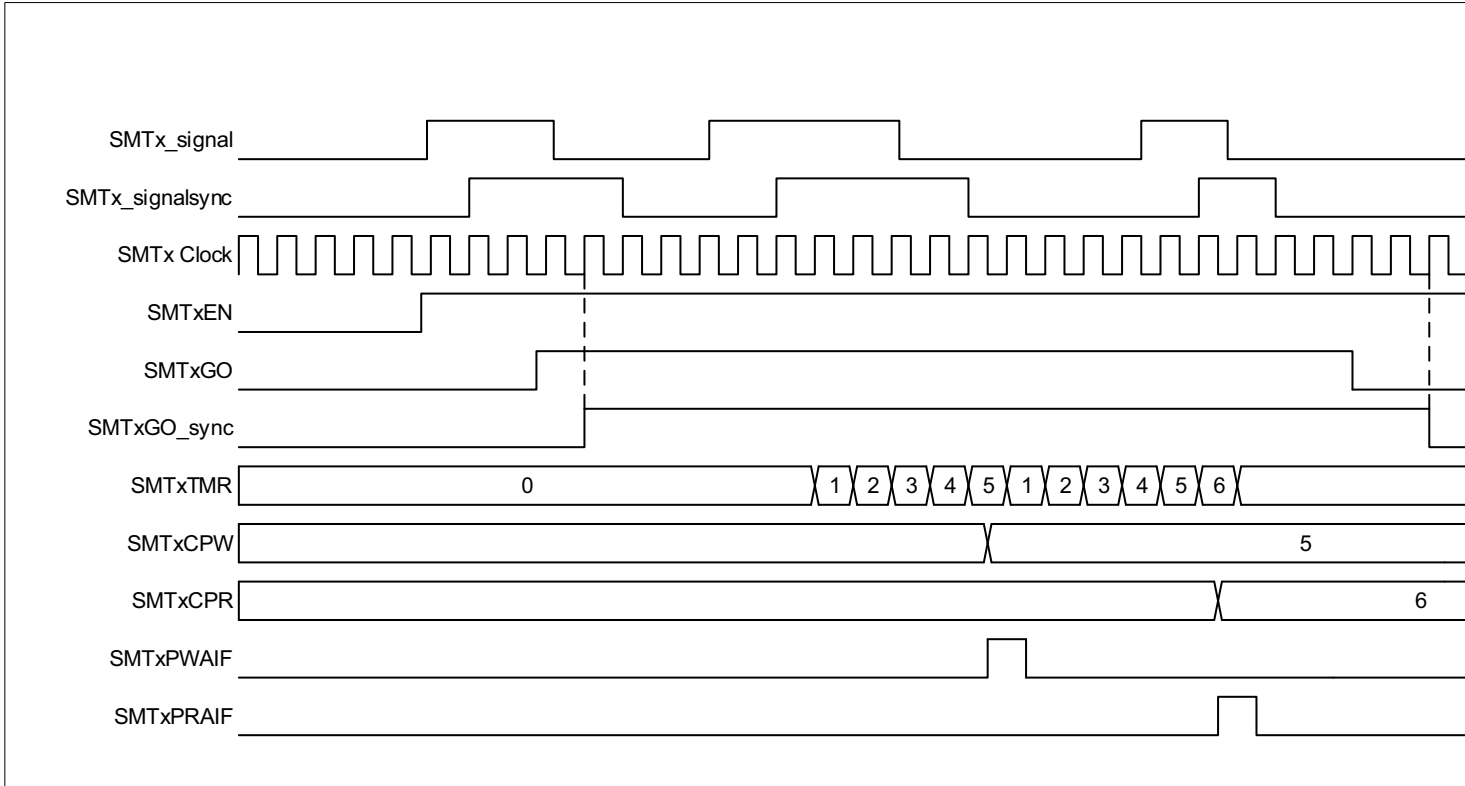 SMTx_signal
SMTx_signalsync
SMTx Clock
SMTxEN
SMTxGO
SMTxGO_sync
SMTxTMR 0 1 2 3 4 5 1 2 3 4 5 6
SMTxCPW 5
SMTxCPR 6
SMTxPWAIF
SMTxPRAIF